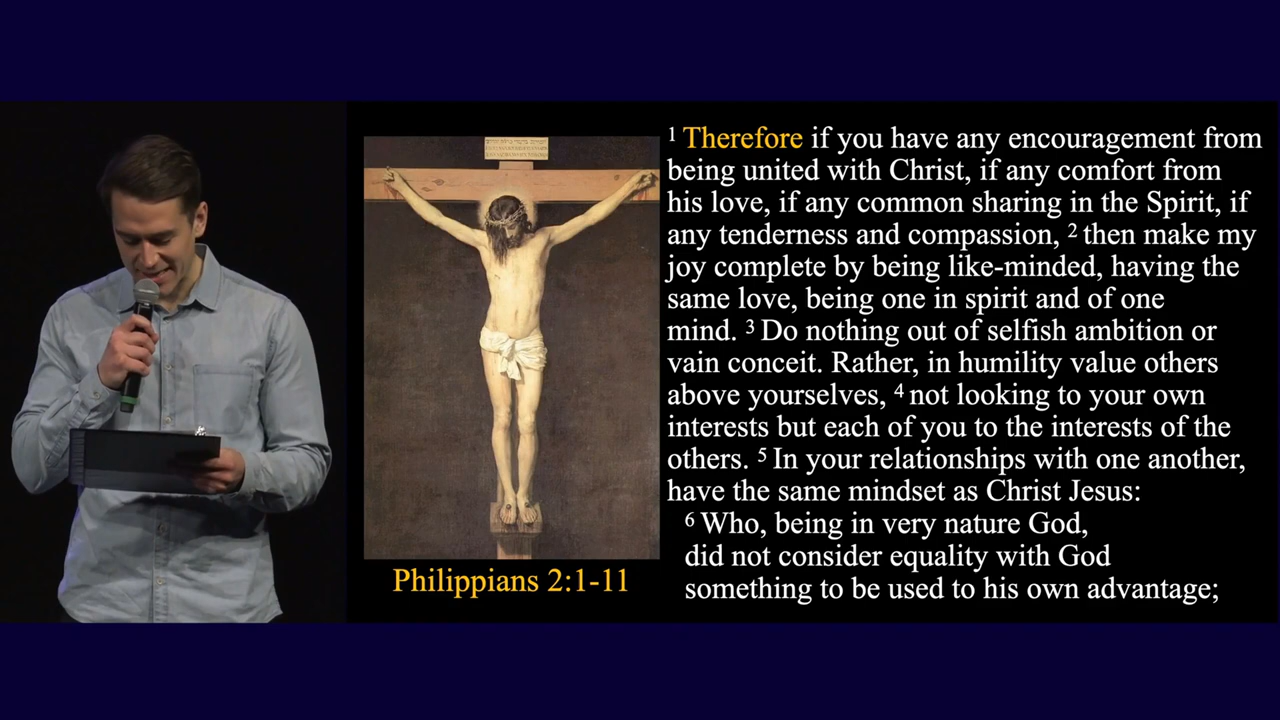 ¹ Therefore if you have any encouragement from
being united with Christ, if any comfort from
his love, if any common sharing in the Spirit, if
any tenderness and compassion, ² then make my
joy complete by being like-minded, having the
same love, being one in spirit and of one
mind. ³ Do nothing out of selfish ambition or
vain conceit. Rather, in humility value others
above yourselves, ⁴ not looking to your own
interests but each of you to the interests of the
others. ⁵ In your relationships with one another,
have the same mindset as Christ Jesus:
⁶ Who, being in very nature God,
did not consider equality with God
something to be used to his own advantage;
Philippians 2:1-11